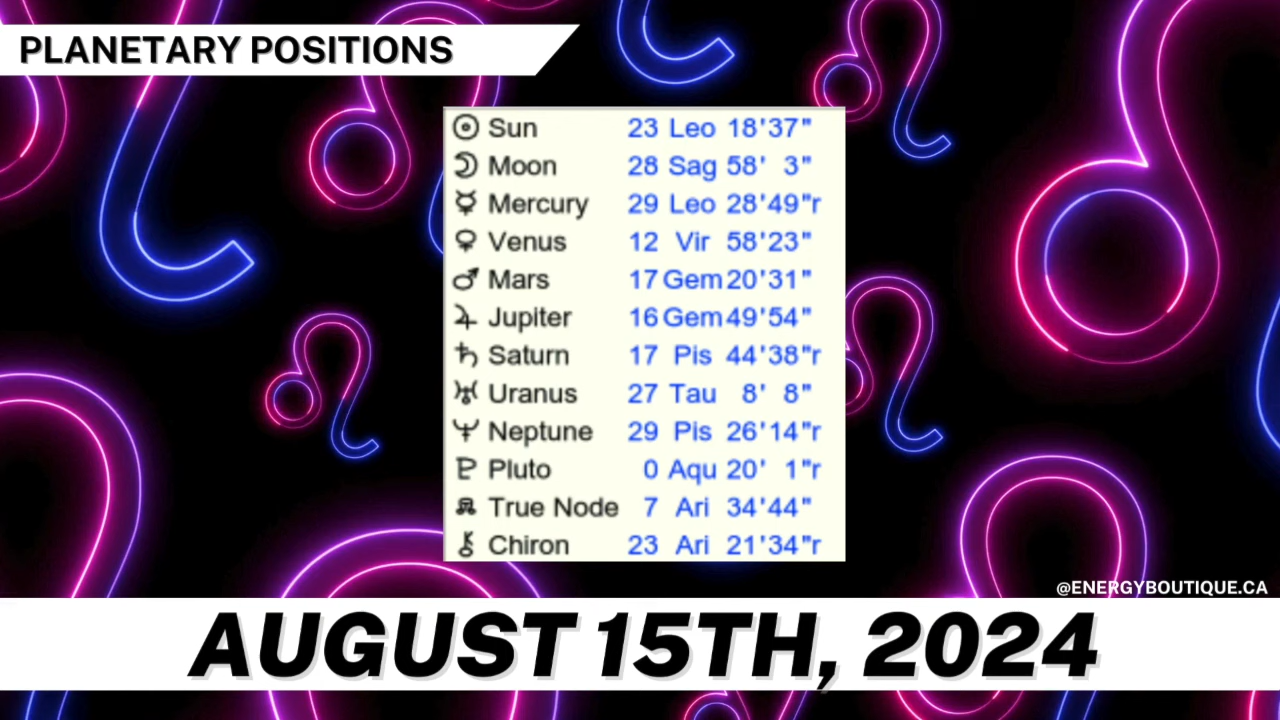 PLANETARY POSITIONS
☉ Sun 23 Leo 18'37"
☽ Moon 28 Sag 58' 3"
☿ Mercury 29 Leo 28'49"r
♀ Venus 12 Vir 58'23"
♂ Mars 17 Gem 20'31"
♃ Jupiter 16 Gem 49'54"
♄ Saturn 17 Pis 44'38"r
♅ Uranus 27 Tau 8' 8"
♆ Neptune 29 Pis 26'14"r
♇ Pluto 0 Aqu 20' 1"r
☊ True Node 7 Ari 34'44"
⚷ Chiron 23 Ari 21'34"r
@ENERGYBOUTIQUE.CA
AUGUST 15TH, 2024